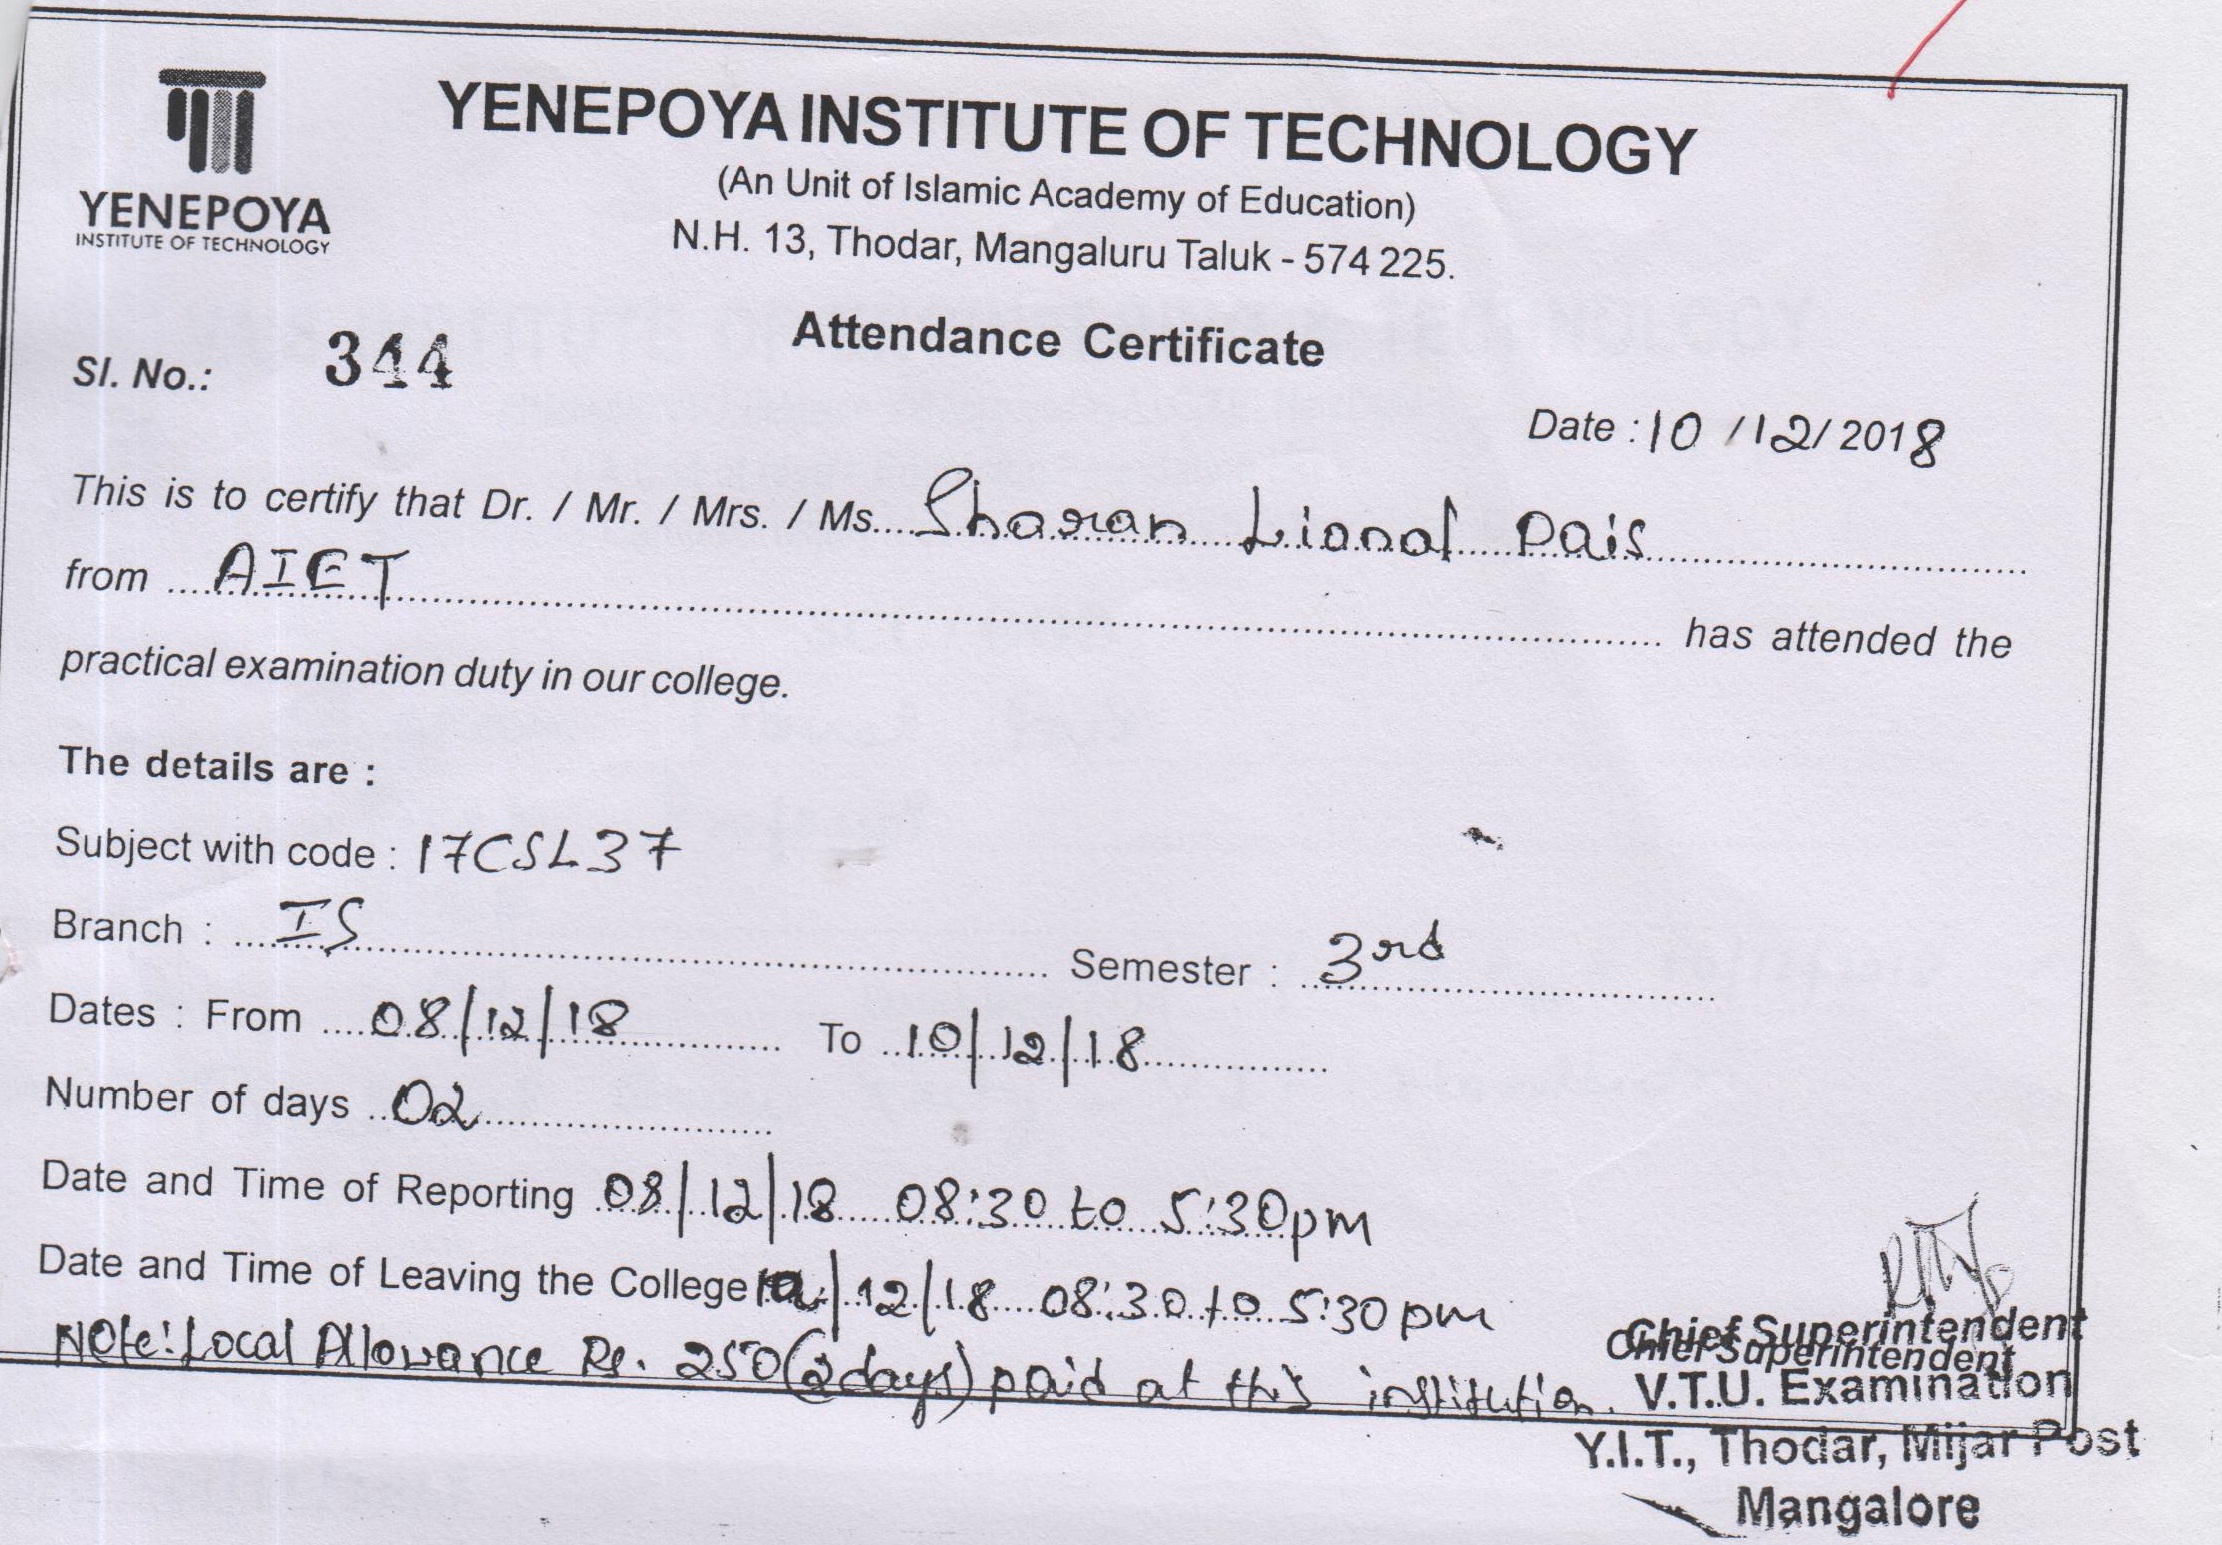 YENEPOYA
INSTITUTE OF TECHNOLOGY
YENEPOYA INSTITUTE OF TECHNOLOGY
(An Unit of Islamic Academy of Education)
N.H. 13, Thodar, Mangaluru Taluk - 574 225.
Attendance Certificate
Sl. No.: 344
Date : 10 / 12 / 2018
This is to certify that Dr. / Mr. / Mrs. / Ms. Sharan Lionol Pais
from AIET has attended the
practical examination duty in our college.
The details are :
Subject with code : 17CSL37
Branch : IS Semester : 3rd
Dates : From 08/12/18 To 10/12/18
Number of days 02
Date and Time of Reporting 08/12/18 08:30 to 5:30pm
Date and Time of Leaving the College 10/12/18 08:30 to 5:30 pm
Note: Local Allowance Rs. 250 (2days) paid at this institution.
Chief Superintendent
Chief Superintendent
V.T.U. Examination
Y.I.T., Thodar, Mijar Post
Mangalore